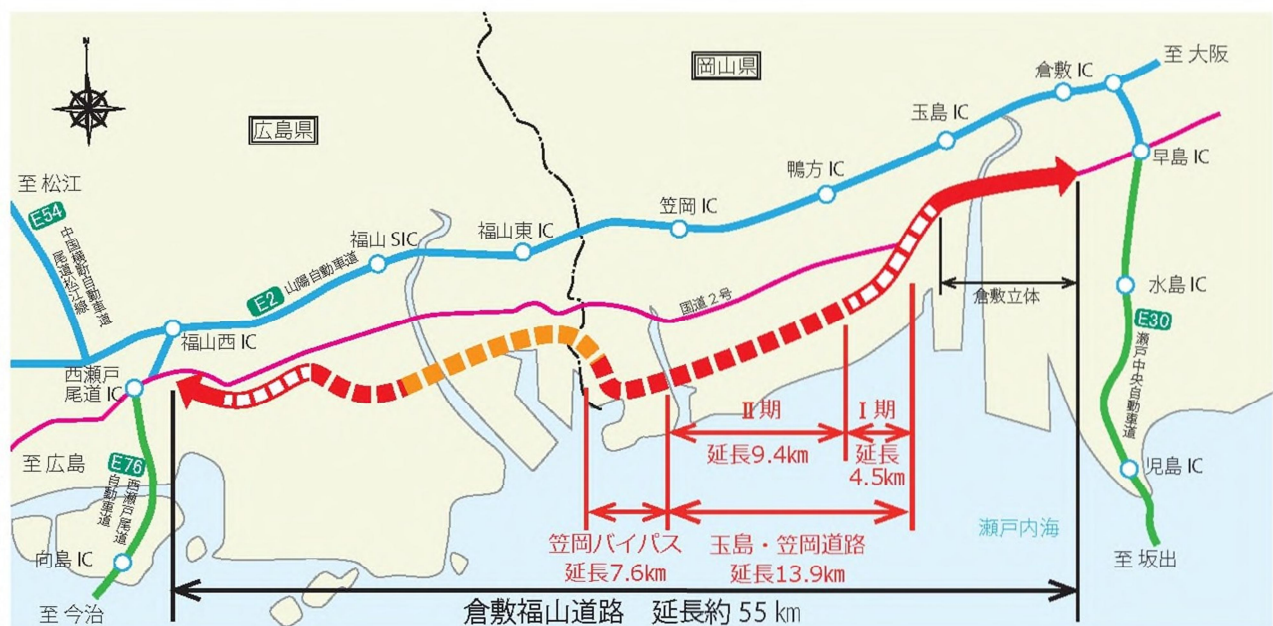 N
岡山県
広島県
至 大阪
倉敷 IC
玉島 IC
早島 IC
鴨方 IC
至 松江
E54
中国横断自動車道
尾道松江線
笠岡 IC
福山東 IC
福山 SIC
E2
山陽自動車道
国道2号
倉敷立体
水島 IC
E30
瀬戸中央自動車道
福山西 IC
西瀬戸
尾道 IC
至 広島
E76
西瀬戸尾道
自動車道
児島 IC
Ⅱ期
延長9.4km
Ⅰ期
延長
4.5km
瀬戸内海
笠岡バイパス
延長7.6km
玉島・笠岡道路
延長13.9km
向島 IC
至 坂出
至 今治
倉敷福山道路 延長約 55 km